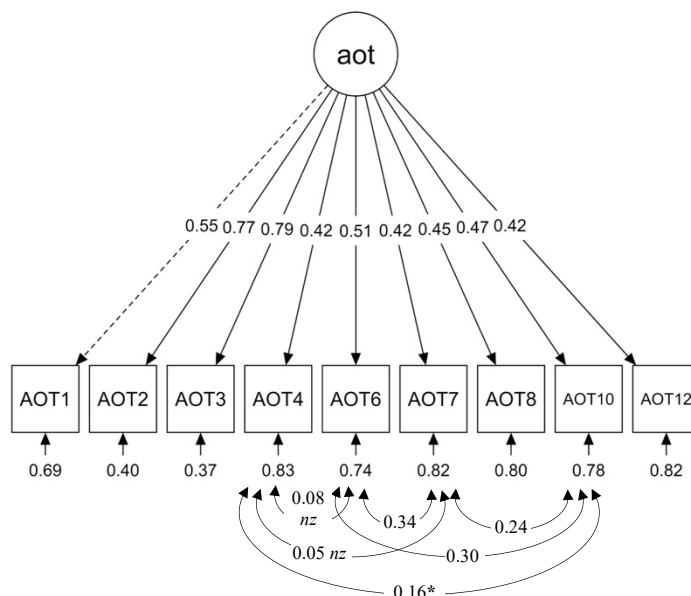 aot
0.55 0.77 0.79 0.42 0.51 0.42 0.45 0.47 0.42
AOT1 AOT2 AOT3 AOT4 AOT6 AOT7 AOT8 AOT10 AOT12
0.69 0.40 0.37 0.83 0.74 0.82 0.80 0.78 0.82
0.08
nz 0.34 0.24
0.05 nz 0.30
0.16*